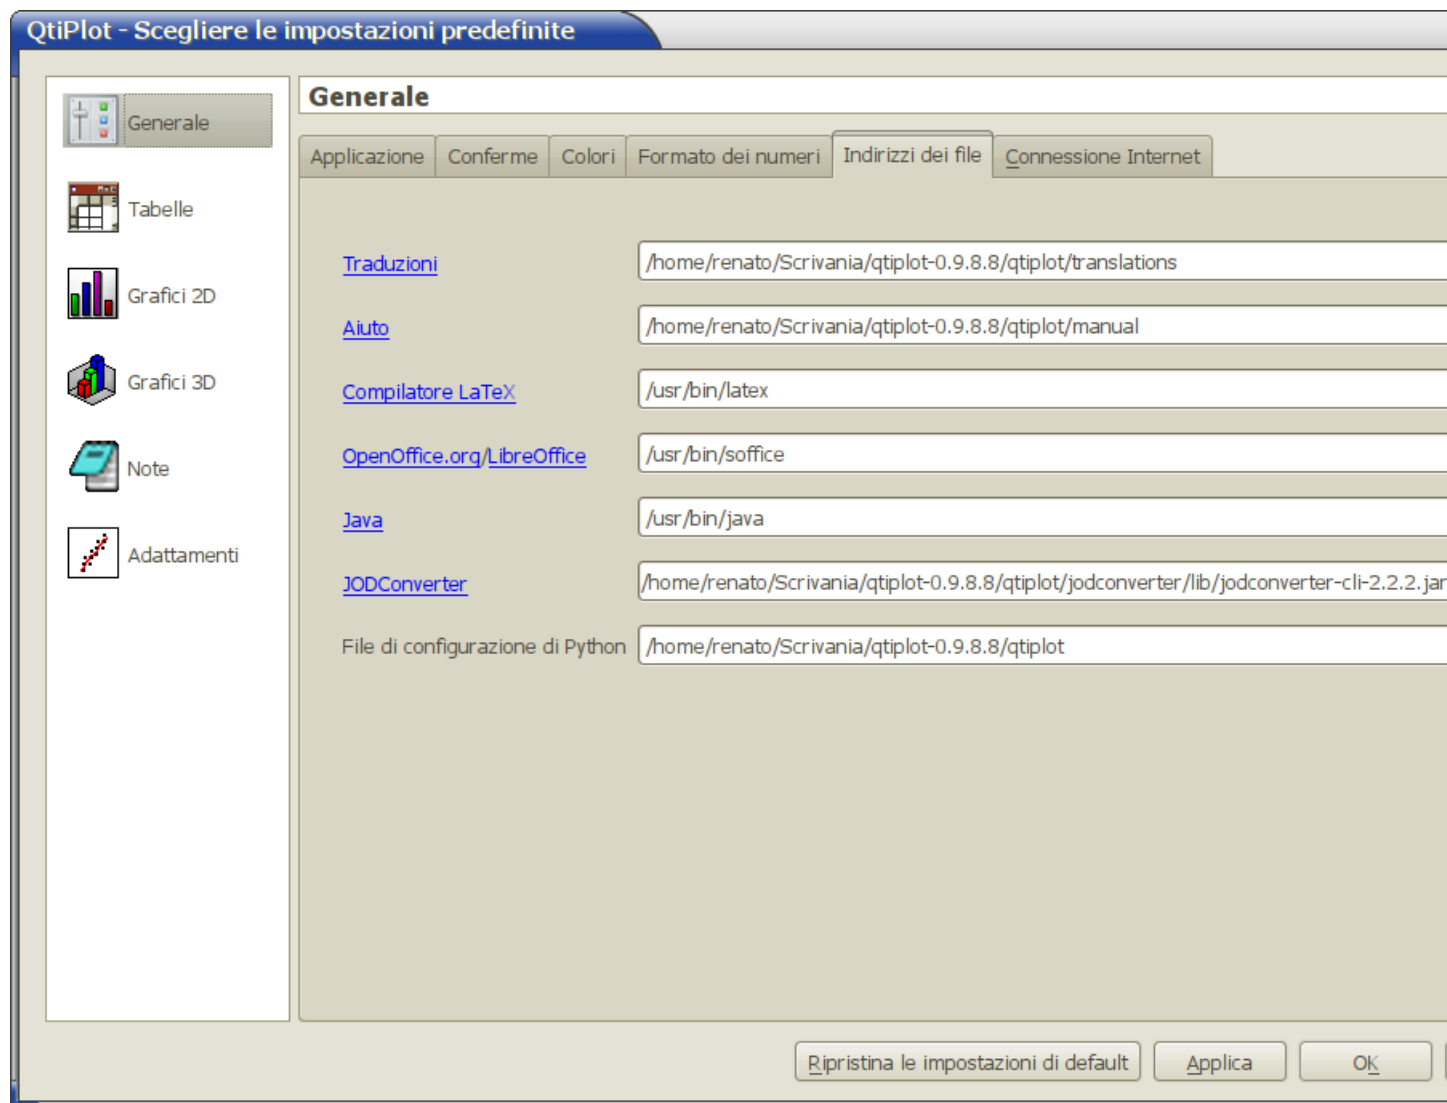 QtiPlot - Scegliere le impostazioni predefinite
Generale
Tabelle
Grafici 2D
Grafici 3D
Note
Adattamenti
Generale
Applicazione Conferme Colori Formato dei numeri Indirizzi dei file Connessione Internet
Traduzioni /home/renato/Scrivania/qtiplot-0.9.8.8/qtiplot/translations
Aiuto /home/renato/Scrivania/qtiplot-0.9.8.8/qtiplot/manual
Compilatore LaTeX /usr/bin/latex
OpenOffice.org/LibreOffice /usr/bin/soffice
Java /usr/bin/java
JODConverter /home/renato/Scrivania/qtiplot-0.9.8.8/qtiplot/jodconverter/lib/jodconverter-cli-2.2.2.jar
File di configurazione di Python /home/renato/Scrivania/qtiplot-0.9.8.8/qtiplot
Ripristina le impostazioni di default Applica OK